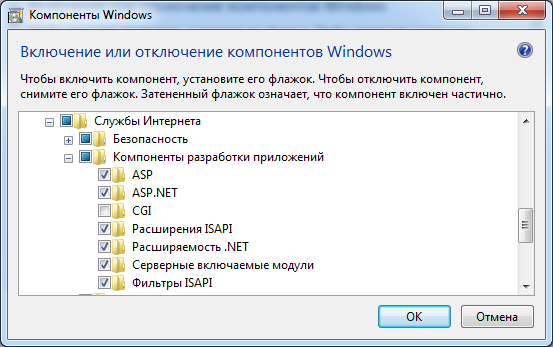 Компоненты Windows
Включение или отключение компонентов Windows
Чтобы включить компонент, установите его флажок. Чтобы отключить компонент,
снимите его флажок. Затененный флажок означает, что компонент включен частично.
Службы Интернета
Безопасность
Компоненты разработки приложений
ASP
ASP.NET
CGI
Расширения ISAPI
Расширяемость .NET
Серверные включаемые модули
Фильтры ISAPI
ОК
Отмена